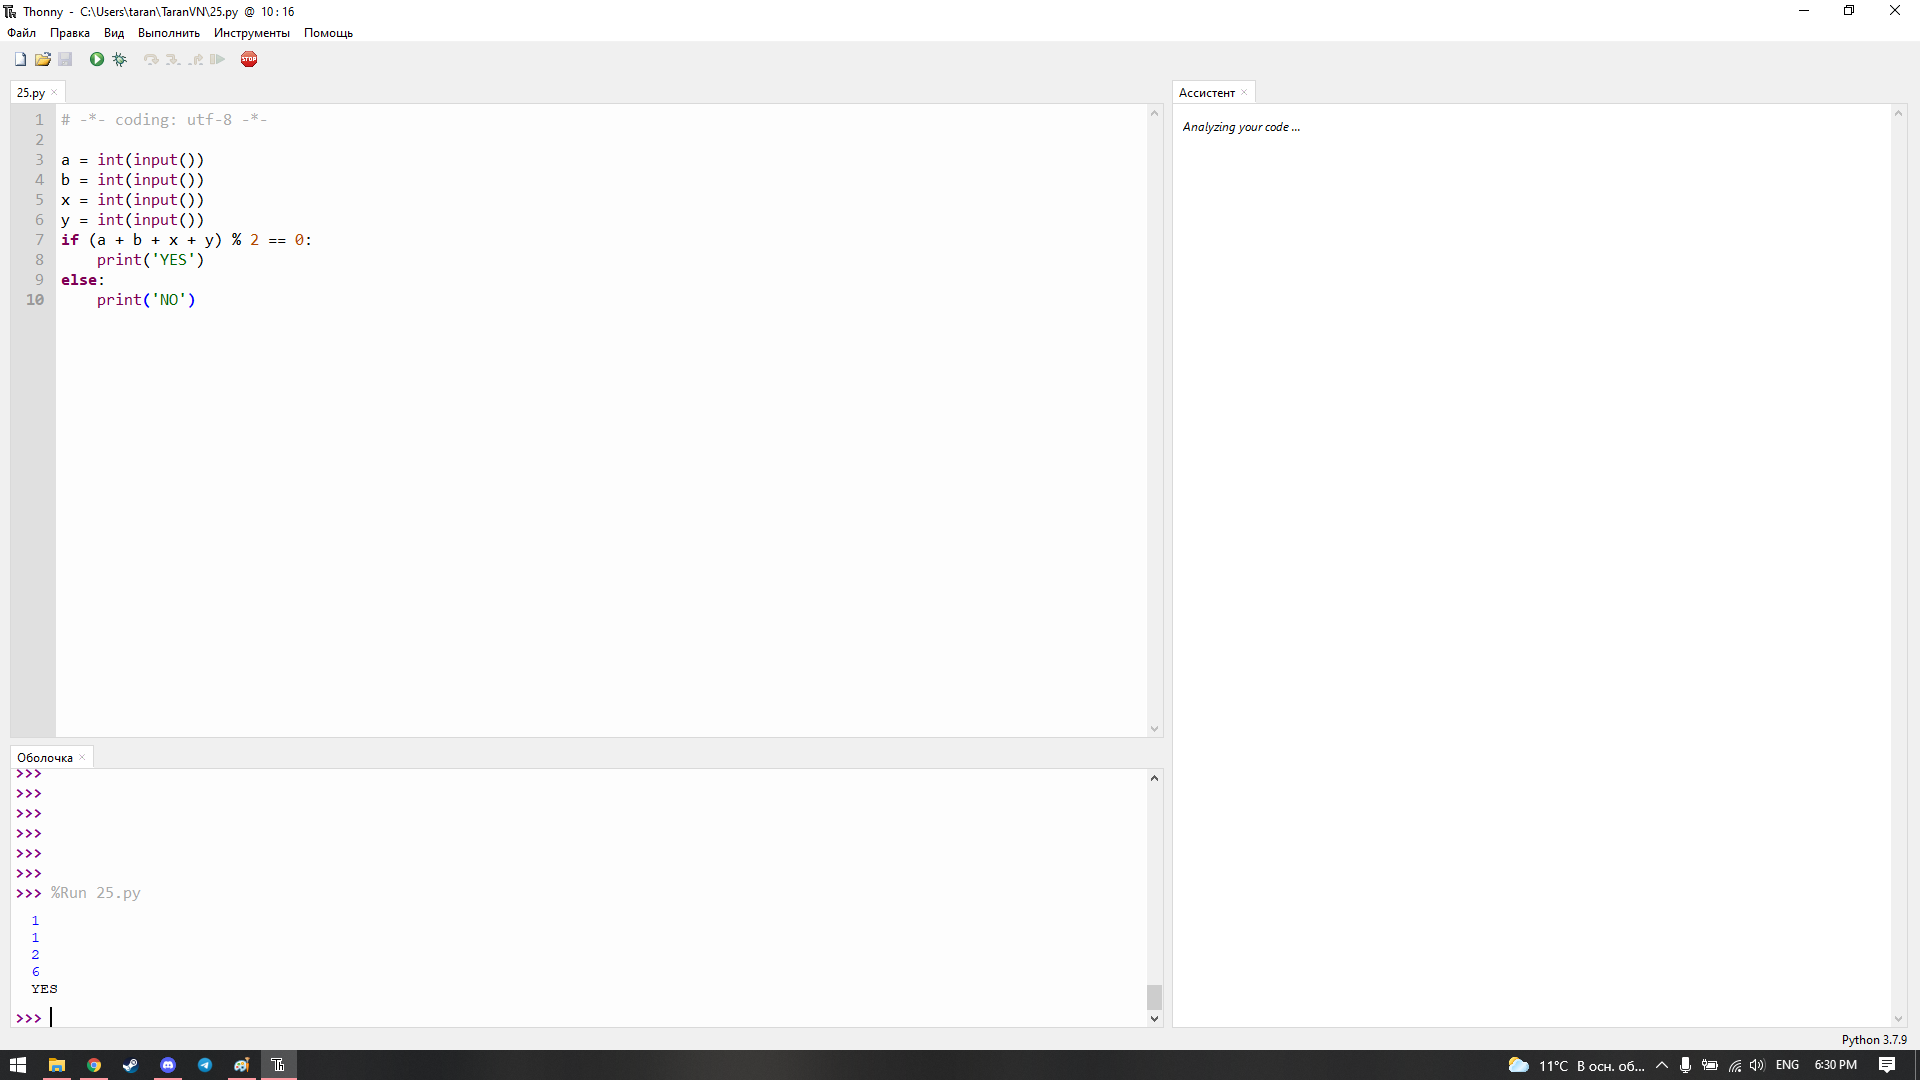 Thonny - C:\Users\taran\TaranVN\25.py @ 10 : 16
Файл Правка Вид Выполнить Инструменты Помощь
STOP
25.py
1 # -*- coding: utf-8 -*-
2
3 a = int(input())
4 b = int(input())
5 x = int(input())
6 y = int(input())
7 if (a + b + x + y) % 2 == 0:
8     print('YES')
9 else:
10     print('NO')
Ассистент
Analyzing your code ...
Оболочка
>>>
>>>
>>>
>>>
>>>
>>>
>>> %Run 25.py
1
1
2
6
YES
>>>
Python 3.7.9
11°C В осн. об... ENG 6:30 PM